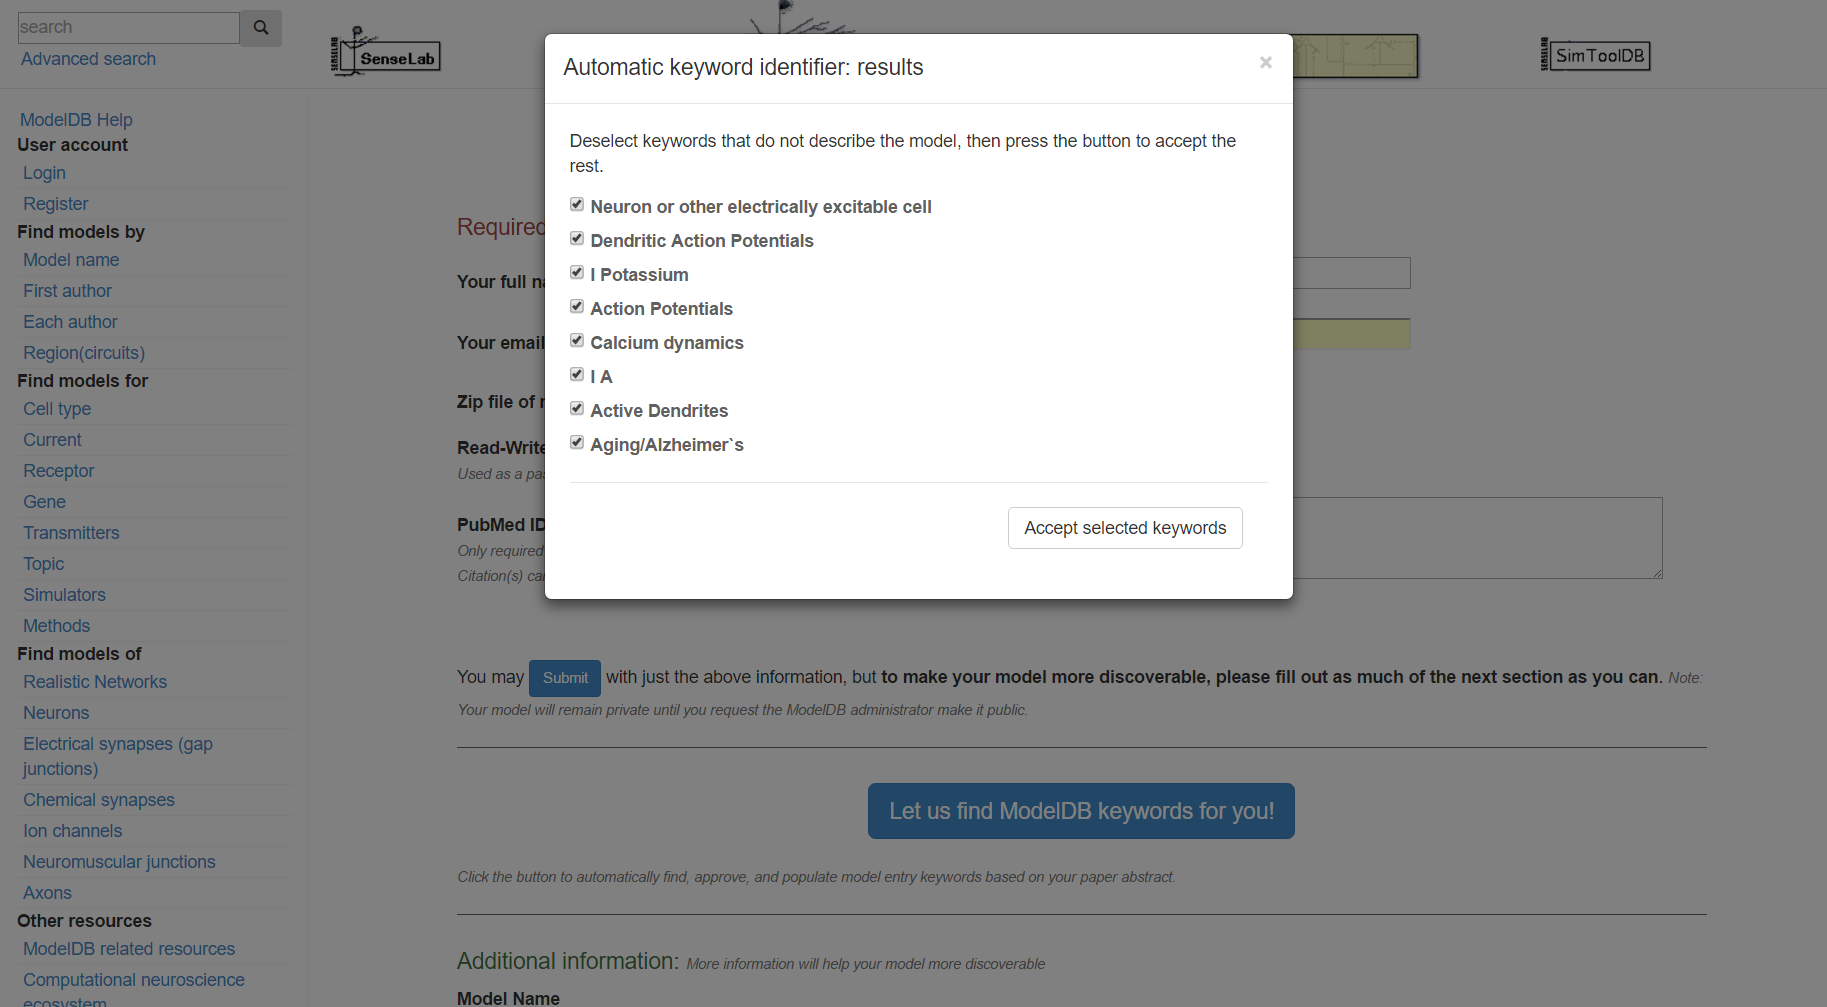 search
Advanced search
SENSELAB
SenseLab
SENSELAB
SimToolDB
ModelDB Help
User account
Login
Register
Find models by
Model name
First author
Each author
Region(circuits)
Find models for
Cell type
Current
Receptor
Gene
Transmitters
Topic
Simulators
Methods
Find models of
Realistic Networks
Neurons
Electrical synapses (gap
junctions)
Chemical synapses
Ion channels
Neuromuscular junctions
Axons
Other resources
ModelDB related resources
Computational neuroscience
ecosystem
Automatic keyword identifier: results
×
Deselect keywords that do not describe the model, then press the button to accept the
rest.
Neuron or other electrically excitable cell
Dendritic Action Potentials
I Potassium
Action Potentials
Calcium dynamics
I A
Active Dendrites
Aging/Alzheimer`s
Accept selected keywords
Required
Your full
Your email
Zip file of
Read-Write
Used as a
PubMed ID
Only required
Citation(s)
You may Submit with just the above information, but to make your model more discoverable, please fill out as much of the next section as you can. Note:
Your model will remain private until you request the ModelDB administrator make it public.
Let us find ModelDB keywords for you!
Click the button to automatically find, approve, and populate model entry keywords based on your paper abstract.
Additional information: More information will help your model more discoverable
Model Name